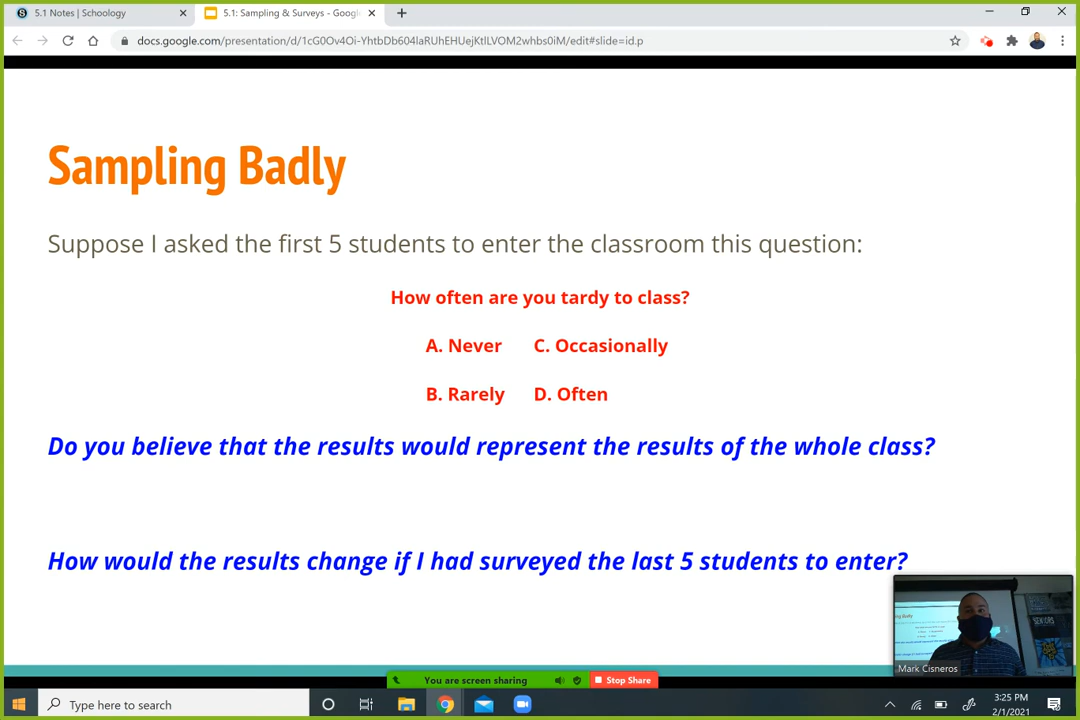 5.1 Notes | Schoology
5.1: Sampling & Surveys - Google
docs.google.com/presentation/d/1cG0Ov4Oi-YhtbDb604laRUhEHUejKtlLVOM2whbs0iM/edit#slide=id.p
Sampling Badly
Suppose I asked the first 5 students to enter the classroom this question:
How often are you tardy to class?
A. Never C. Occasionally
B. Rarely D. Often
Do you believe that the results would represent the results of the whole class?
How would the results change if I had surveyed the last 5 students to enter?
SENIORS
Mark Cisneros
You are screen sharing
Stop Share
Type here to search
3:25 PM
2/1/2021